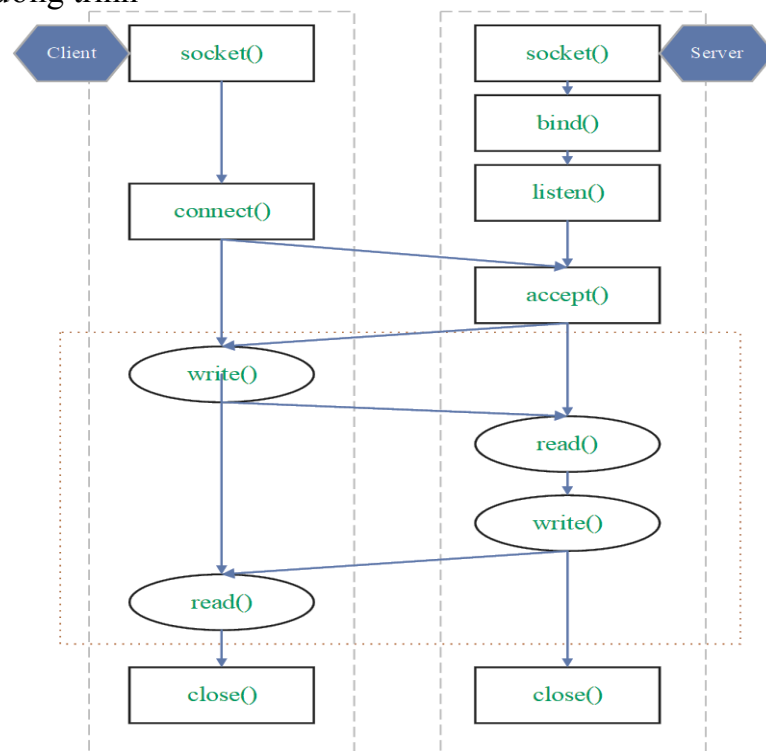 Client
socket()
socket()
Server
bind()
connect()
listen()
accept()
write()
read()
write()
read()
close()
close()